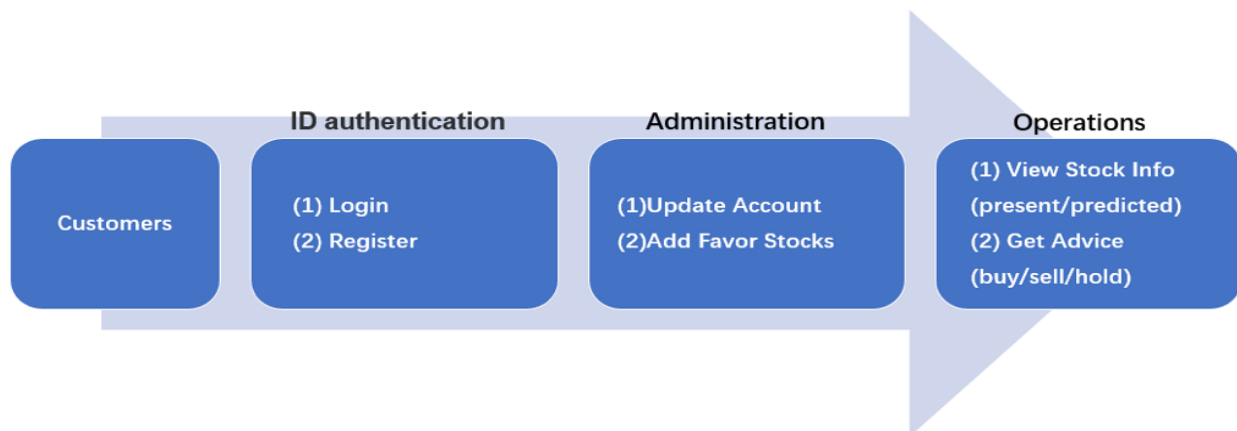 ID authentication
Administration
Operations
Customers
(1) Login
(2) Register
(1)Update Account
(2)Add Favor Stocks
(1) View Stock Info
(present/predicted)
(2) Get Advice
(buy/sell/hold)